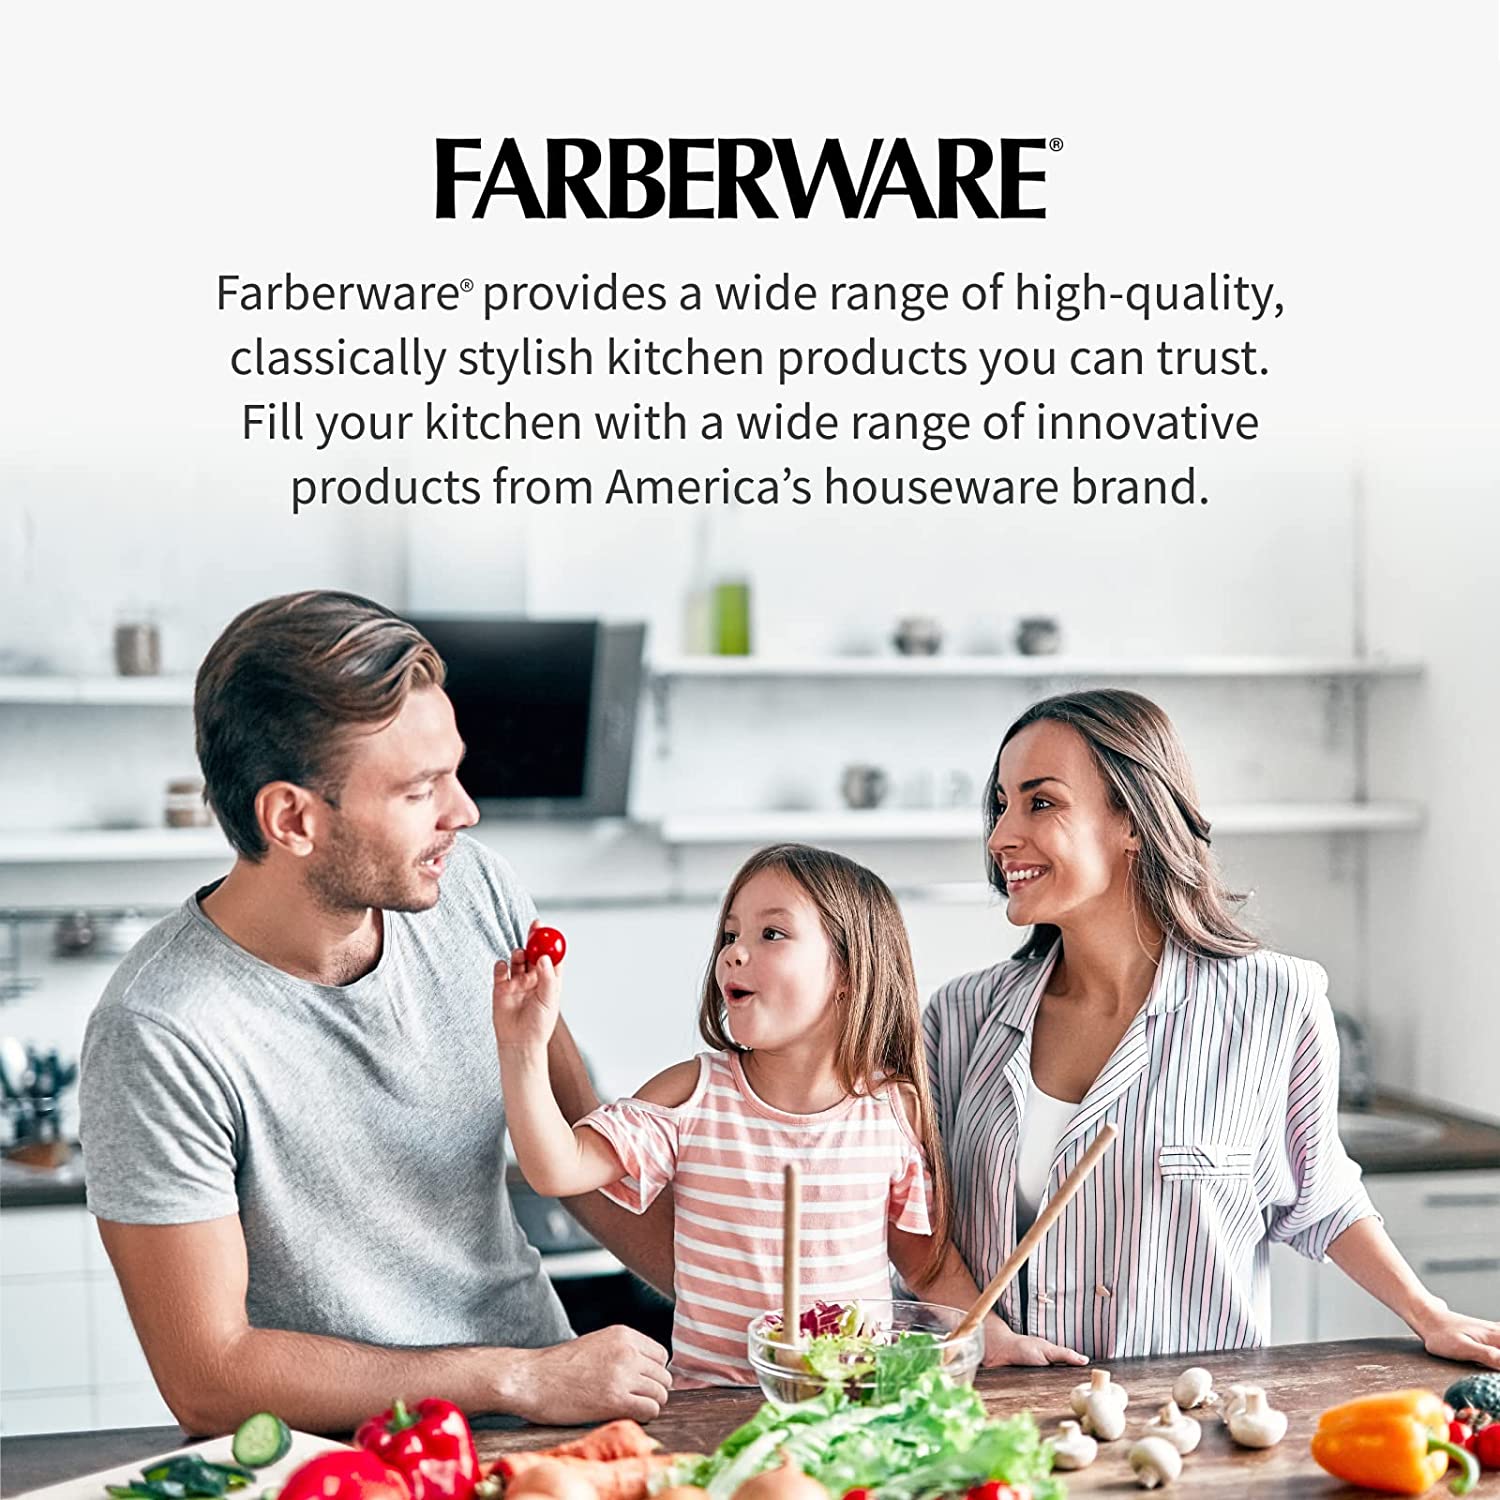 FARBERWARE®
Farberware® provides a wide range of high-quality,
classically stylish kitchen products you can trust.
Fill your kitchen with a wide range of innovative
products from America’s houseware brand.